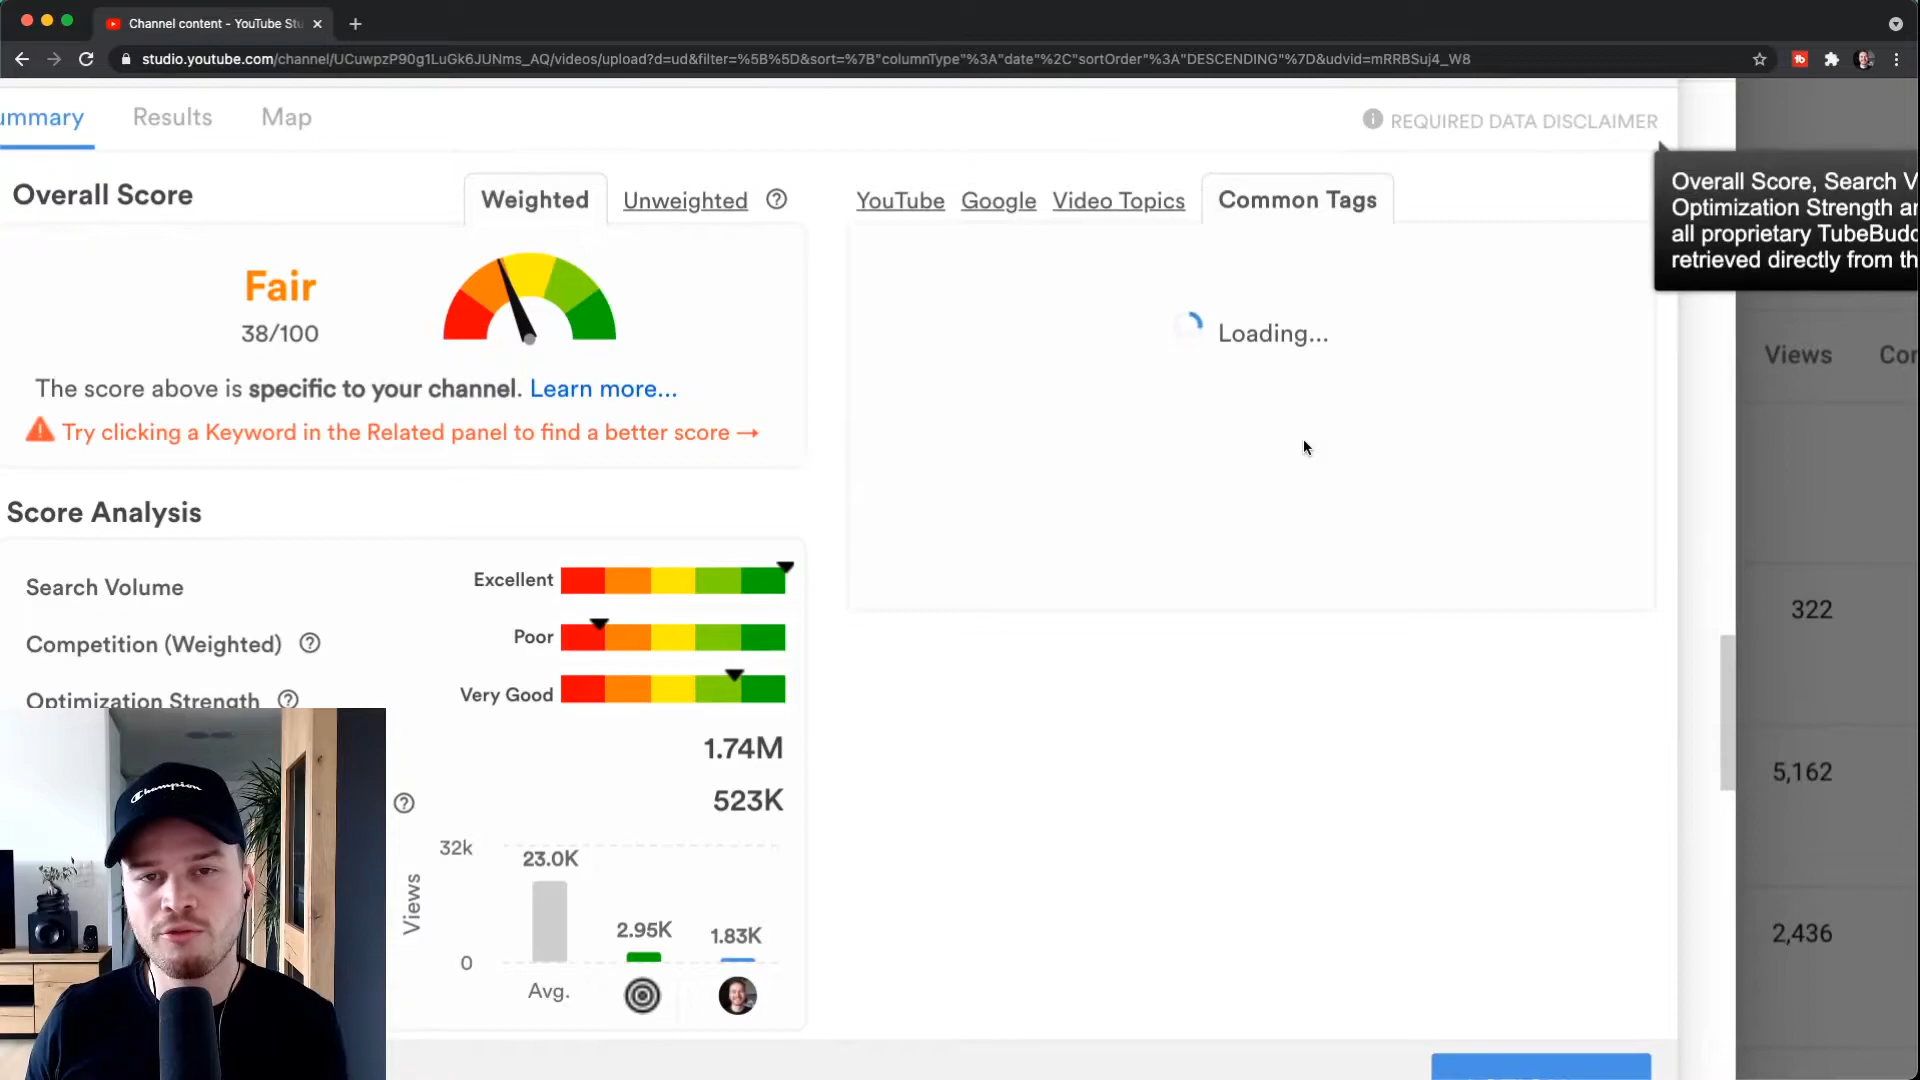 Channel content - YouTube Stu
studio.youtube.com/channel/UCuwpzP90g1LuGk6JUNms_AQ/videos/upload?d=ud&filter=%5B%5D&sort=%7B"columnType"%3A"date"%2C"sortOrder"%3A"DESCENDING"%7D&udvid=mRRBSuj4_W8
ummary Results Map
REQUIRED DATA DISCLAIMER
Overall Score, Search V
Optimization Strength an
all proprietary TubeBudd
retrieved directly from th
Overall Score
Weighted Unweighted
YouTube Google Video Topics Common Tags
Fair
38/100
The score above is specific to your channel. Learn more...
Try clicking a Keyword in the Related panel to find a better score →
Loading...
Views Cor
Score Analysis
Search Volume Excellent
Competition (Weighted) Poor
Optimization Strength Very Good
1.74M
523K
Views
32k
0
23.0K
2.95K
1.83K
Avg.
322
5,162
2,436
Champion